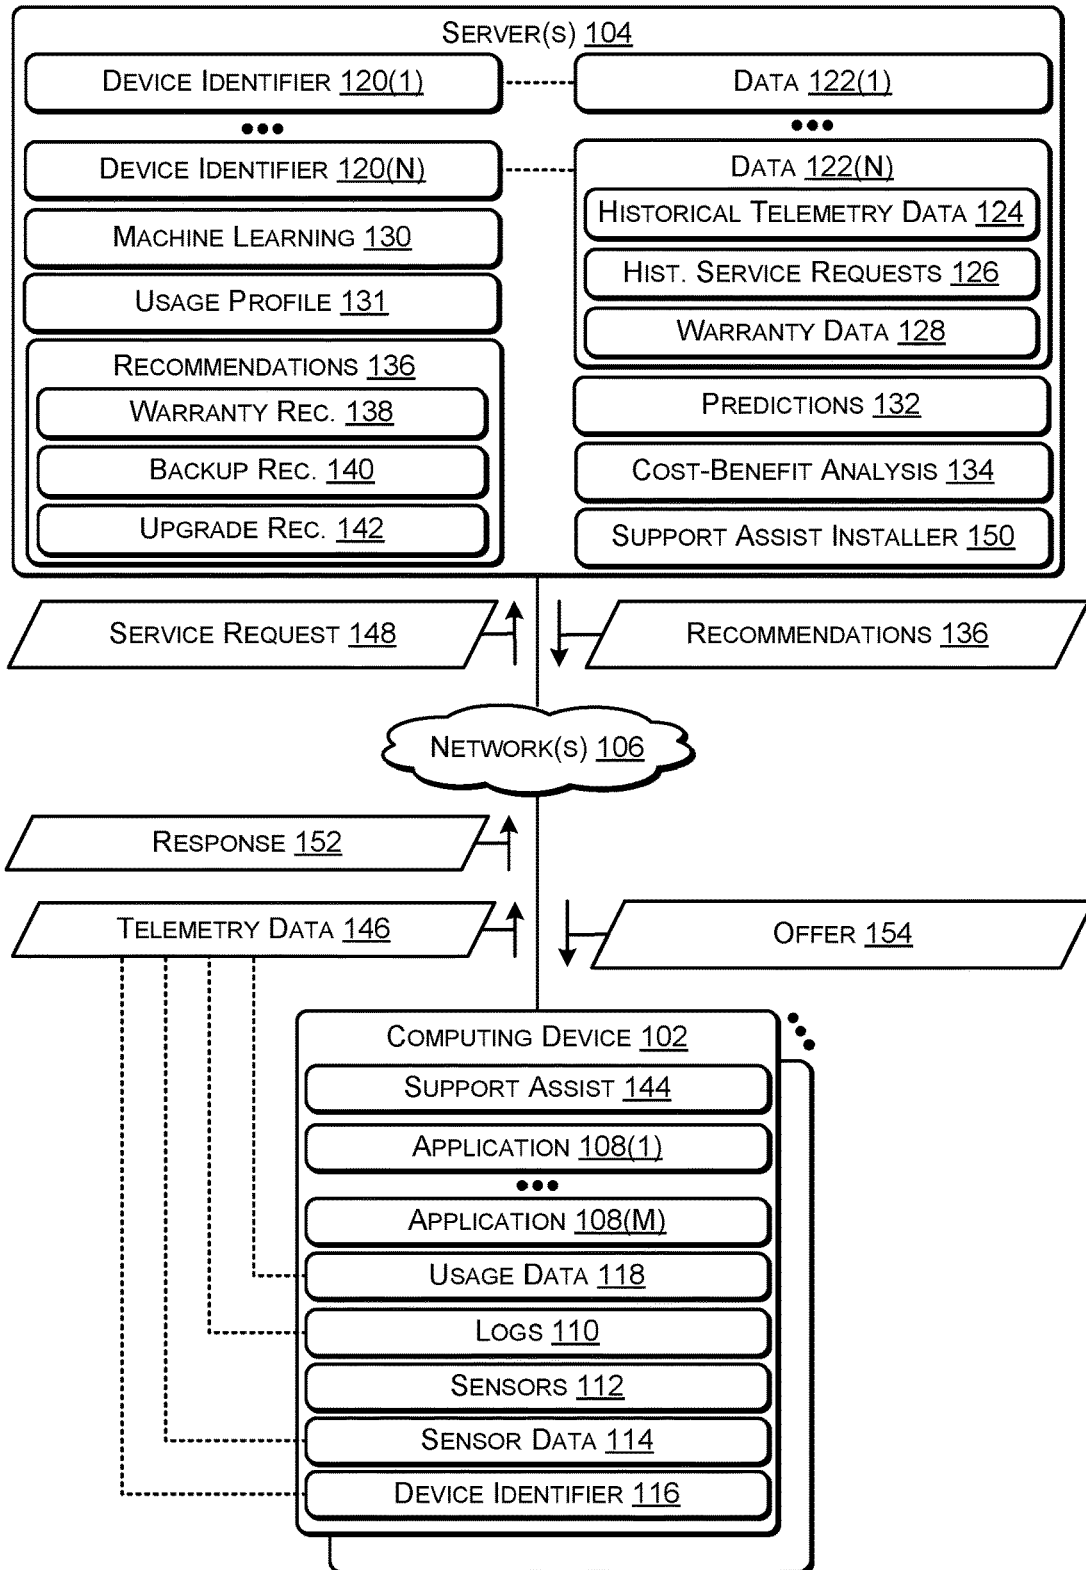 SERVER(S) 104
DEVICE IDENTIFIER 120(1)
DATA 122(1)
DEVICE IDENTIFIER 120(N)
DATA 122(N)
HISTORICAL TELEMETRY DATA 124
MACHINE LEARNING 130
HIST. SERVICE REQUESTS 126
USAGE PROFILE 131
WARRANTY DATA 128
RECOMMENDATIONS 136
WARRANTY REC. 138
PREDICTIONS 132
BACKUP REC. 140
COST-BENEFIT ANALYSIS 134
UPGRADE REC. 142
SUPPORT ASSIST INSTALLER 150
SERVICE REQUEST 148
RECOMMENDATIONS 136
NETWORK(S) 106
RESPONSE 152
TELEMETRY DATA 146
OFFER 154
COMPUTING DEVICE 102
SUPPORT ASSIST 144
APPLICATION 108(1)
APPLICATION 108(M)
USAGE DATA 118
LOGS 110
SENSORS 112
SENSOR DATA 114
DEVICE IDENTIFIER 116